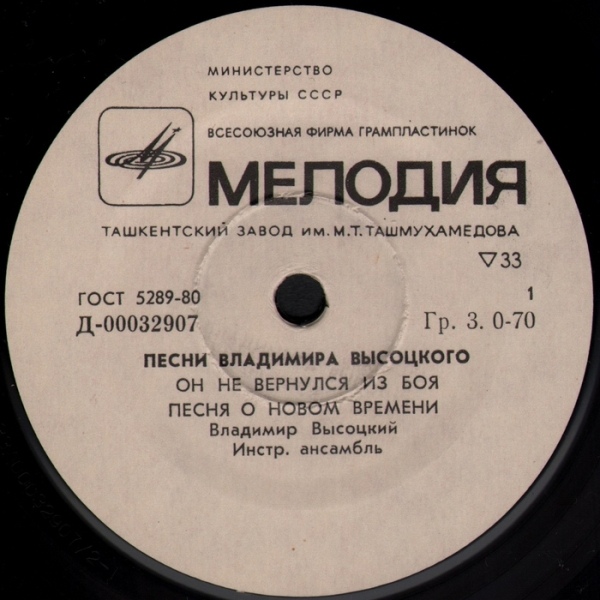 МИНИСТЕРСТВО
КУЛЬТУРЫ СССР
ВСЕСОЮЗНАЯ ФИРМА ГРАМПЛАСТИНОК
МЕЛОДИЯ
ТАШКЕНТСКИЙ ЗАВОД ИМ. М.Т. ТАШМУХАМЕДОВА
▽33
ГОСТ 5289-80 1
Д-00032907 Гр. 3. 0-70
ПЕСНИ ВЛАДИМИРА ВЫСОЦКОГО
ОН НЕ ВЕРНУЛСЯ ИЗ БОЯ
ПЕСНЯ О НОВОМ ВРЕМЕНИ
Владимир Высоцкий
Инстр. ансамбль